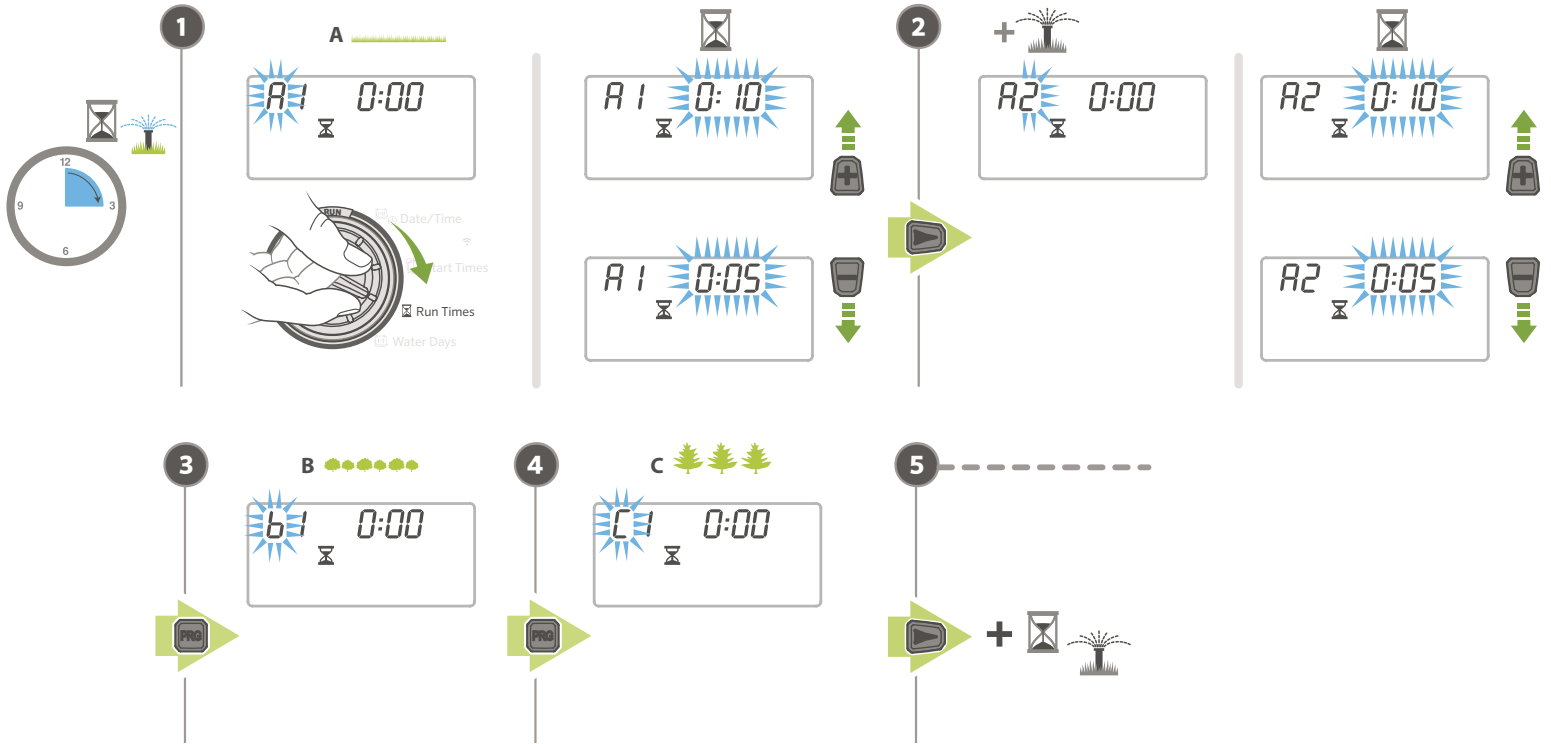 1
A
A1 0:00
A1 0:10
A1 0:05
12
3
6
9
RUN
Date/Time
Start Times
Run Times
Water Days
2
+
A2 0:00
A2 0:10
A2 0:05
3
B
b1 0:00
PRG
4
C
C1 0:00
PRG
5
+